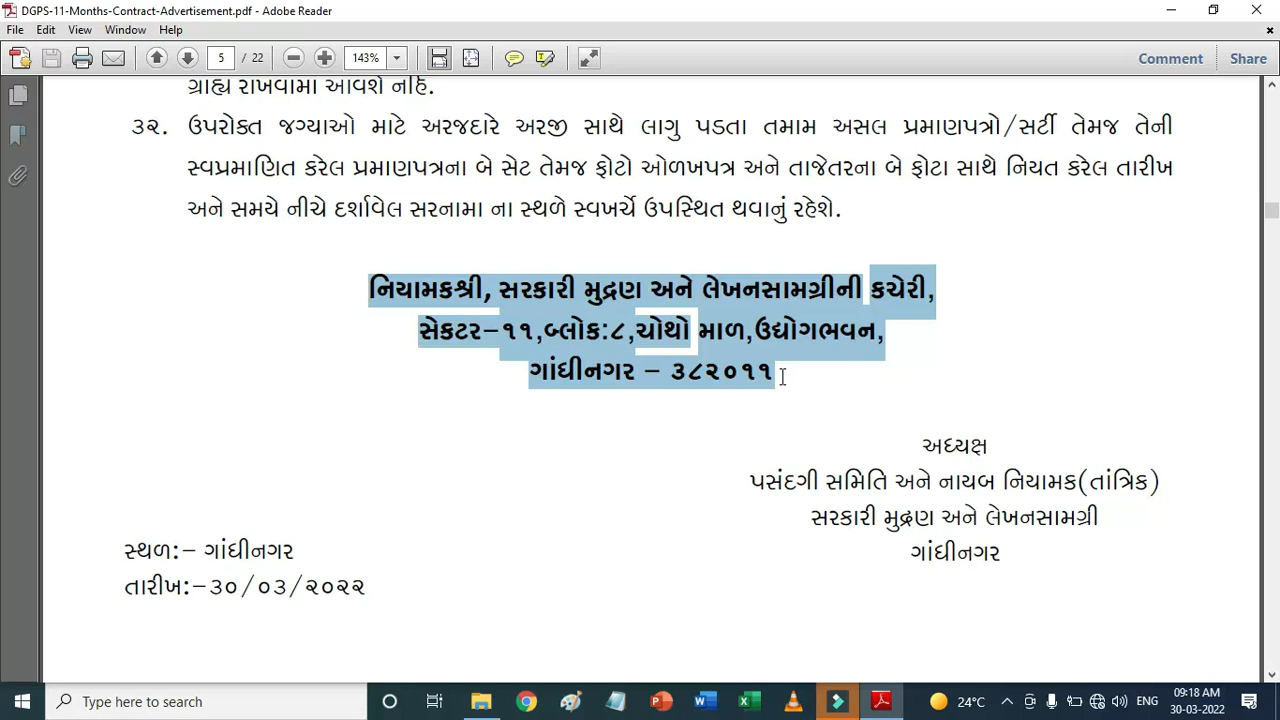 DGPS-11-Months-Contract-Advertisement.pdf - Adobe Reader
File Edit View Window Help
5 / 22 143% Comment Share
ગ્રાહ્ય રાખવામાં આવશે નહિ.
૩૨. ઉપરોક્ત જગ્યાઓ માટે અરજદારે અરજી સાથે લાગુ પડતા તમામ અસલ પ્રમાણપત્રો/સર્ટી તેમજ તેની
સ્વપ્રમાણિત કરેલ પ્રમાણપત્રના બે સેટ તેમજ ફોટો ઓળખપત્ર અને તાજેતરના બે ફોટા સાથે નિયત કરેલ તારીખ
અને સમયે નીચે દર્શાવેલ સરનામા ના સ્થળે સ્વખર્ચે ઉપસ્થિત થવાનું રહેશે.
નિયામકશ્રી, સરકારી મુદ્રણ અને લેખનસામગ્રીની કચેરી,
સેકટર-૧૧,બ્લોક:૮,ચોથો માળ,ઉદ્યોગભવન,
ગાંધીનગર - ૩૮૨૦૧૧
અધ્યક્ષ
પસંદગી સમિતિ અને નાયબ નિયામક(તાંત્રિક)
સરકારી મુદ્રણ અને લેખનસામગ્રી
સ્થળ:- ગાંધીનગર
ગાંધીનગર
તારીખ:-૩૦/૦૩/૨૦૨૨
Type here to search
24°C ENG 09:18 AM
30-03-2022